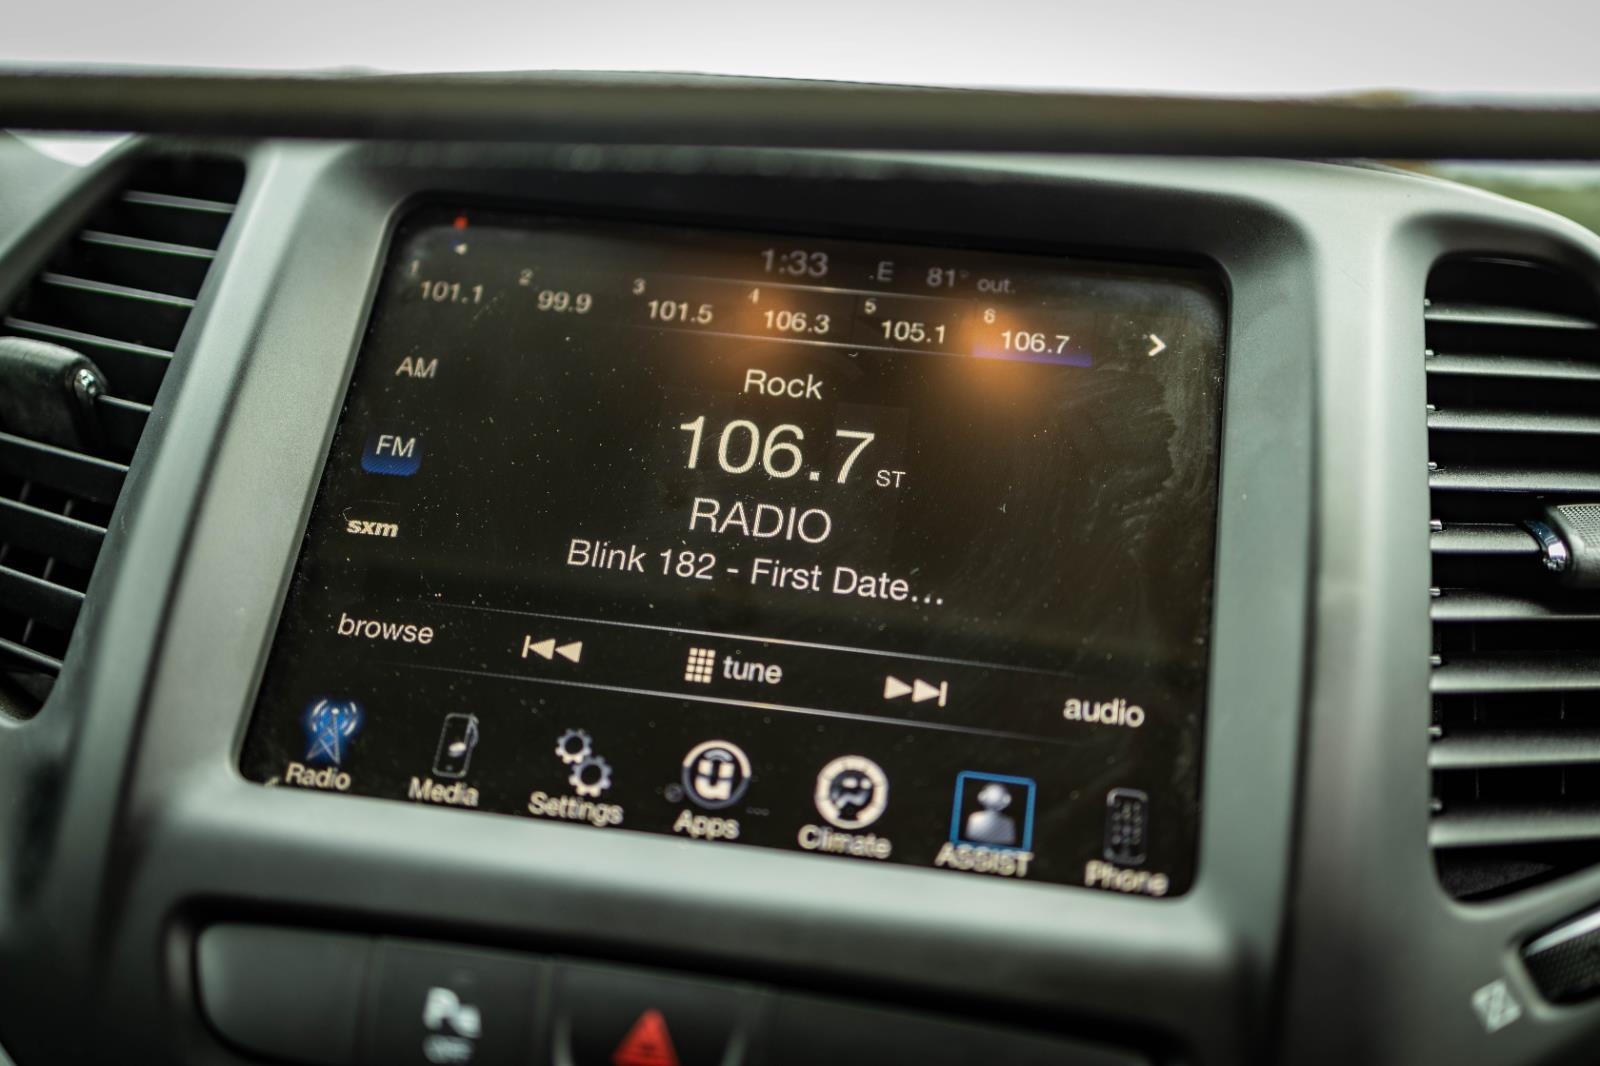 1:33 E 81° out.
1 101.1 2 99.9 3 101.5 4 106.3 5 105.1 6 106.7
AM
Rock
FM
106.7 ST
RADIO
sxm
Blink 182 - First Date...
browse tune audio
Radio Media Settings Apps Climate ASSIST Phone
P OFF